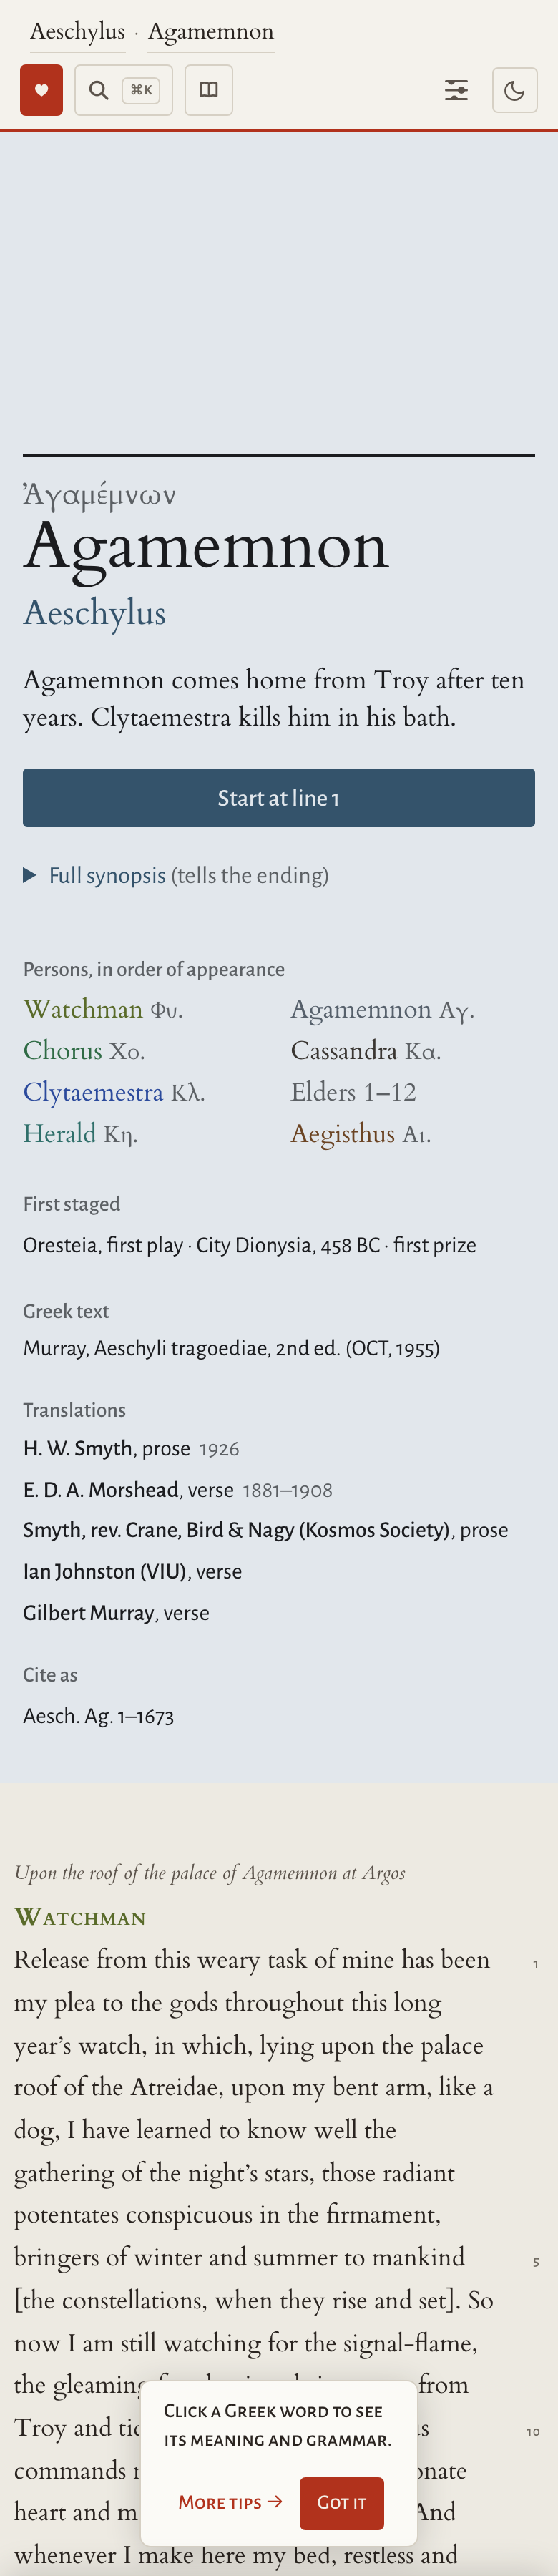 Aeschylus · Agamemnon
⌘K
Ἀγαμέμνων
Agamemnon
Aeschylus
Agamemnon comes home from Troy after ten
years. Clytaemestra kills him in his bath.
Start at line 1
Full synopsis (tells the ending)
Persons, in order of appearance
Watchman Φυ.
Chorus Χο.
Clytaemestra Κλ.
Herald Κη.
Agamemnon Αγ.
Cassandra Κα.
Elders 1–12
Aegisthus Αι.
First staged
Oresteia, first play · City Dionysia, 458 BC · first prize
Greek text
Murray, Aeschyli tragoediae, 2nd ed. (OCT, 1955)
Translations
H. W. Smyth, prose 1926
E. D. A. Morshead, verse 1881–1908
Smyth, rev. Crane, Bird & Nagy (Kosmos Society), prose
Ian Johnston (VIU), verse
Gilbert Murray, verse
Cite as
Aesch. Ag. 1–1673
Upon the roof of the palace of Agamemnon at Argos
Watchman
Release from this weary task of mine has been 1
my plea to the gods throughout this long
year’s watch, in which, lying upon the palace
roof of the Atreidae, upon my bent arm, like a
dog, I have learned to know well the
gathering of the night’s stars, those radiant
potentates conspicuous in the firmament,
bringers of winter and summer to mankind 5
[the constellations, when they rise and set]. So
now I am still watching for the signal-flame,
the gleaming from
Troy and 10
commands
heart and And
whenever I make here my bed, restless and
Click a Greek word to see
its meaning and grammar.
More tips →
Got it